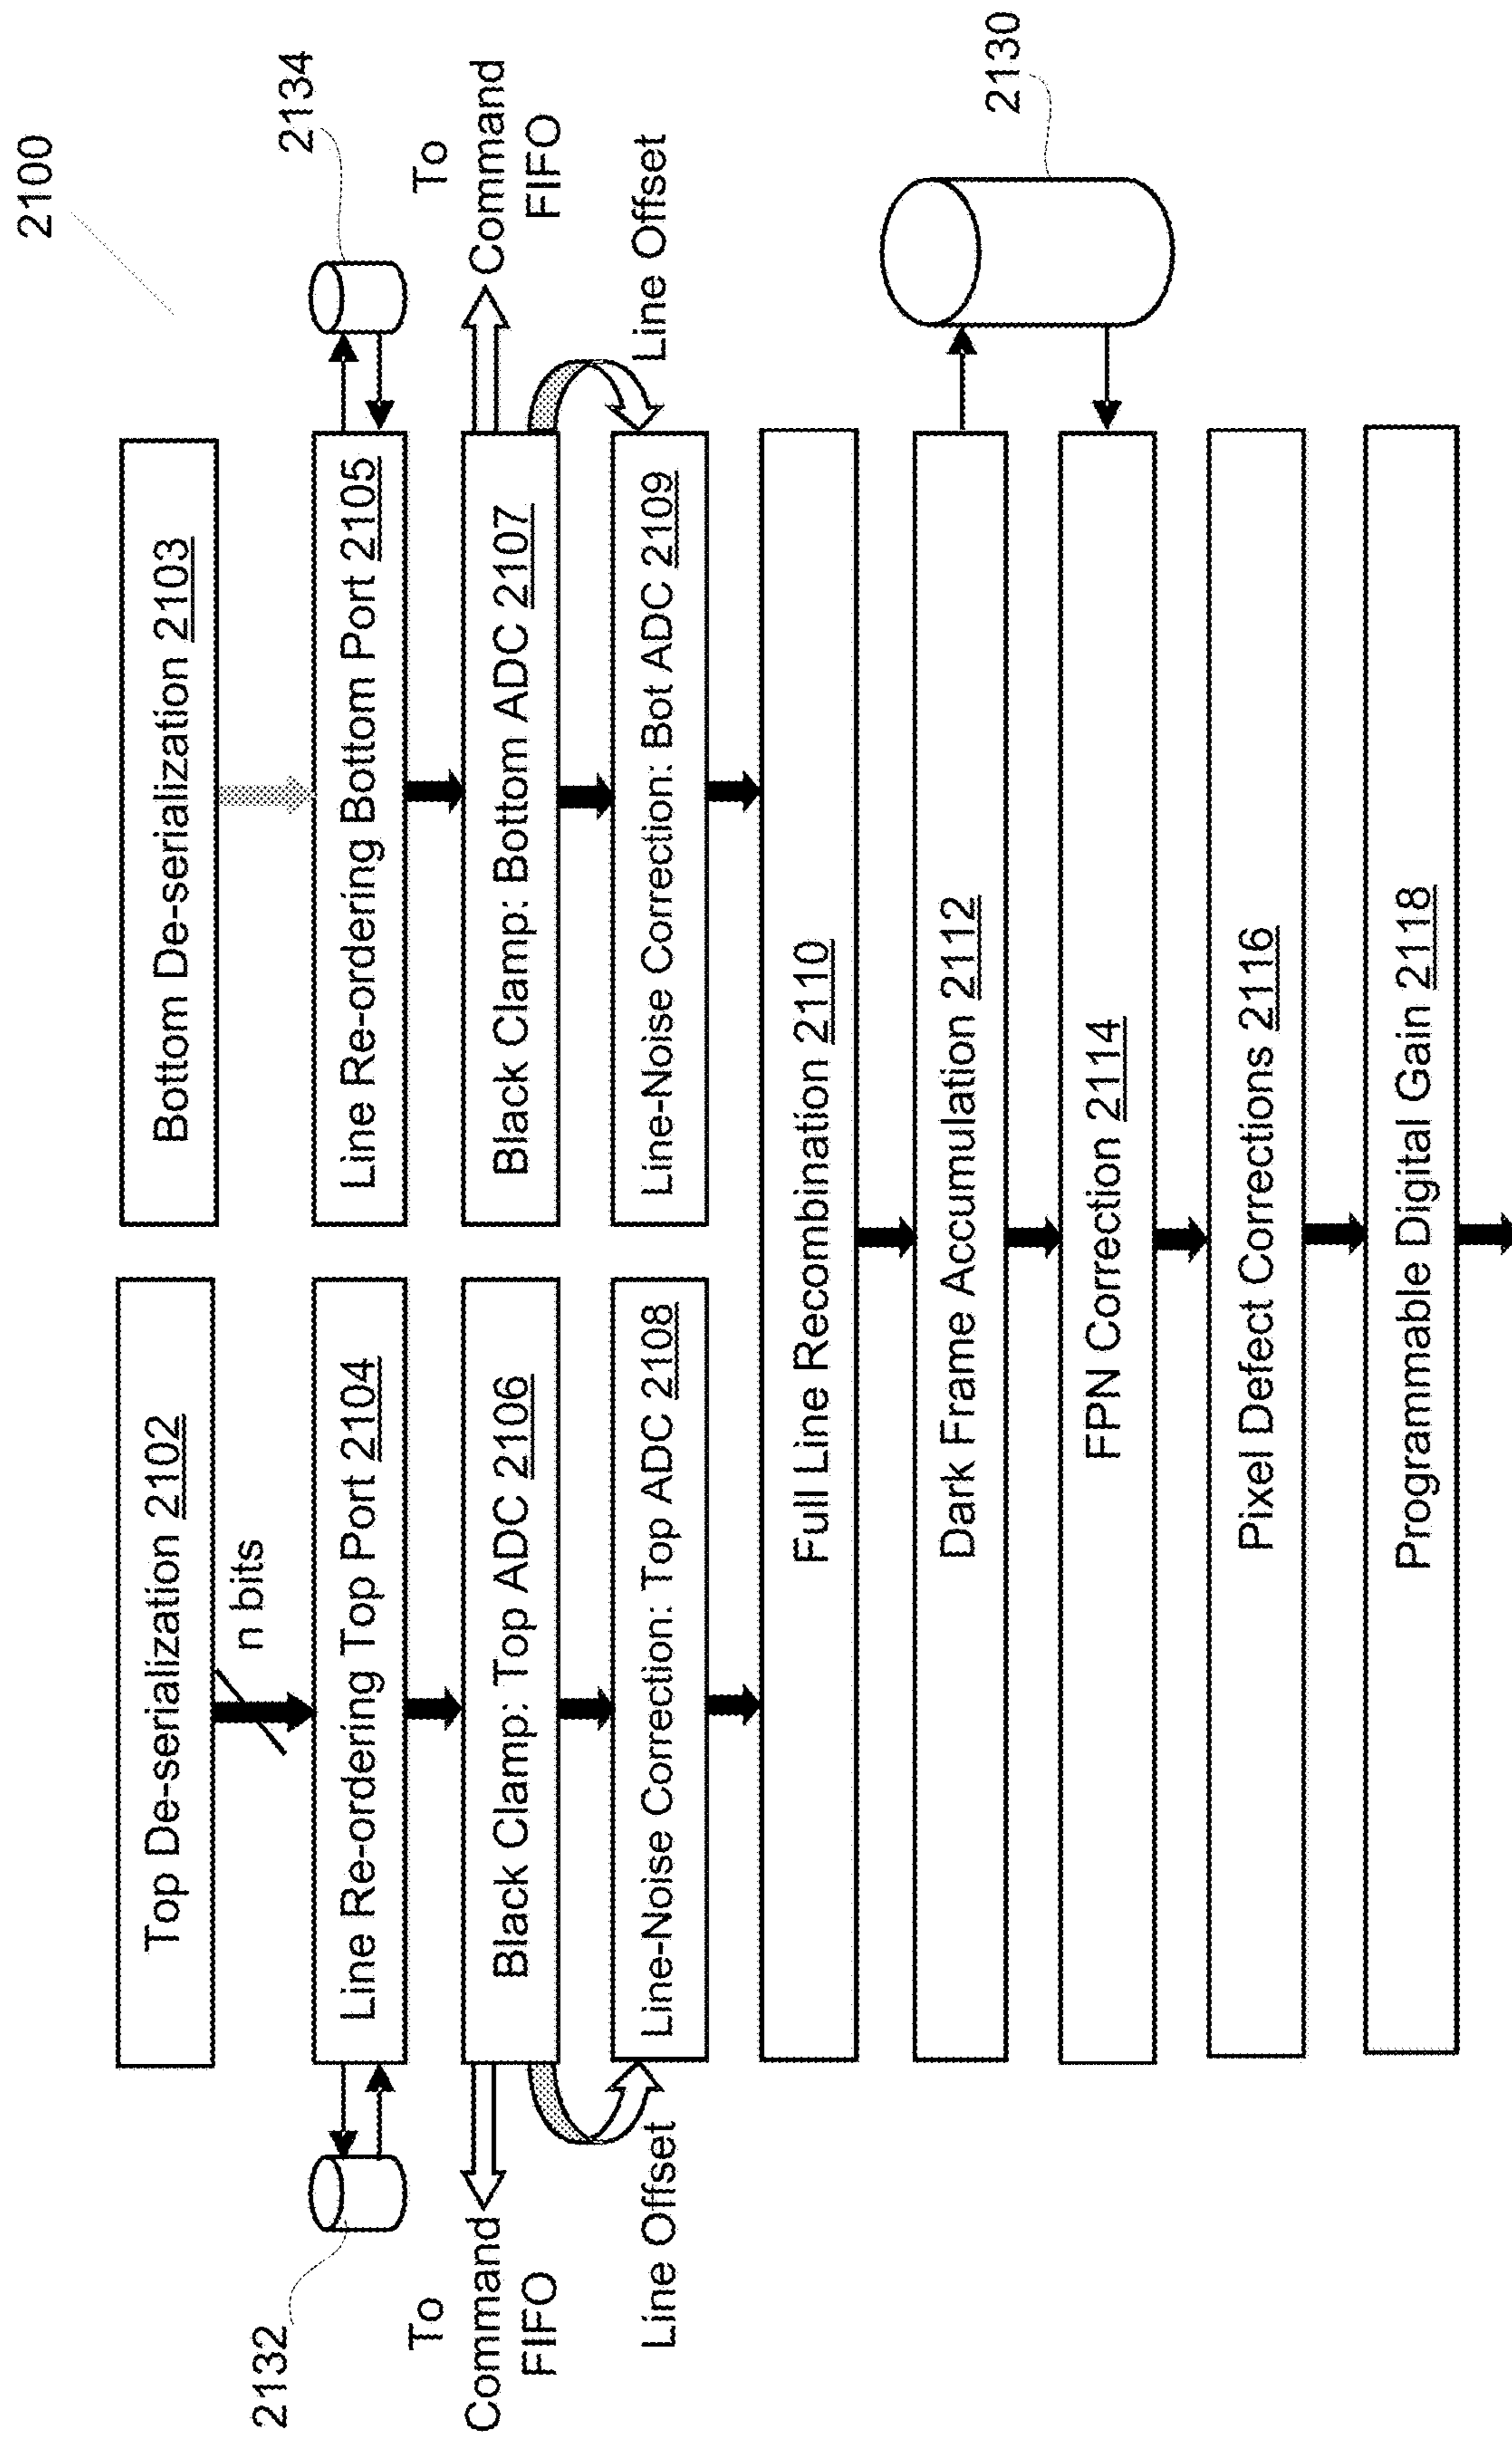 2100
Top De-serialization 2102
Bottom De-serialization 2103
n bits
2132
Line Re-ordering Top Port 2104
Line Re-ordering Bottom Port 2105
2134
To
Command
FIFO
Black Clamp: Top ADC 2106
Black Clamp: Bottom ADC 2107
To
Command
FIFO
Line Offset
Line-Noise Correction: Top ADC 2108
Line-Noise Correction: Bot ADC 2109
Line Offset
Full Line Recombination 2110
Dark Frame Accumulation 2112
2130
FPN Correction 2114
Pixel Defect Corrections 2116
Programmable Digital Gain 2118